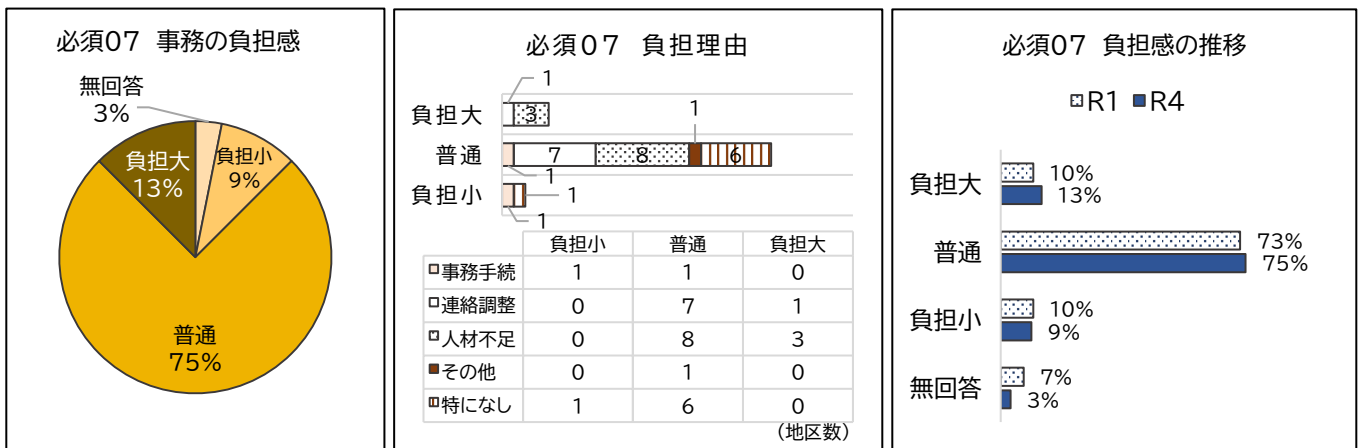 必須07 事務の負担感
無回答
3%
負担大
13%
負担小
9%
普通
75%
必須07 負担理由
1
負担大
3
1
普通
7
8
6
1
負担小
1
1
負担小 普通 負担大
事務手続 1 1 0
連絡調整 0 7 1
人材不足 0 8 3
その他 0 1 0
特になし 1 6 0
(地区数)
必須07 負担感の推移
R1 R4
負担大
10%
13%
普通
73%
75%
負担小
10%
9%
無回答
7%
3%